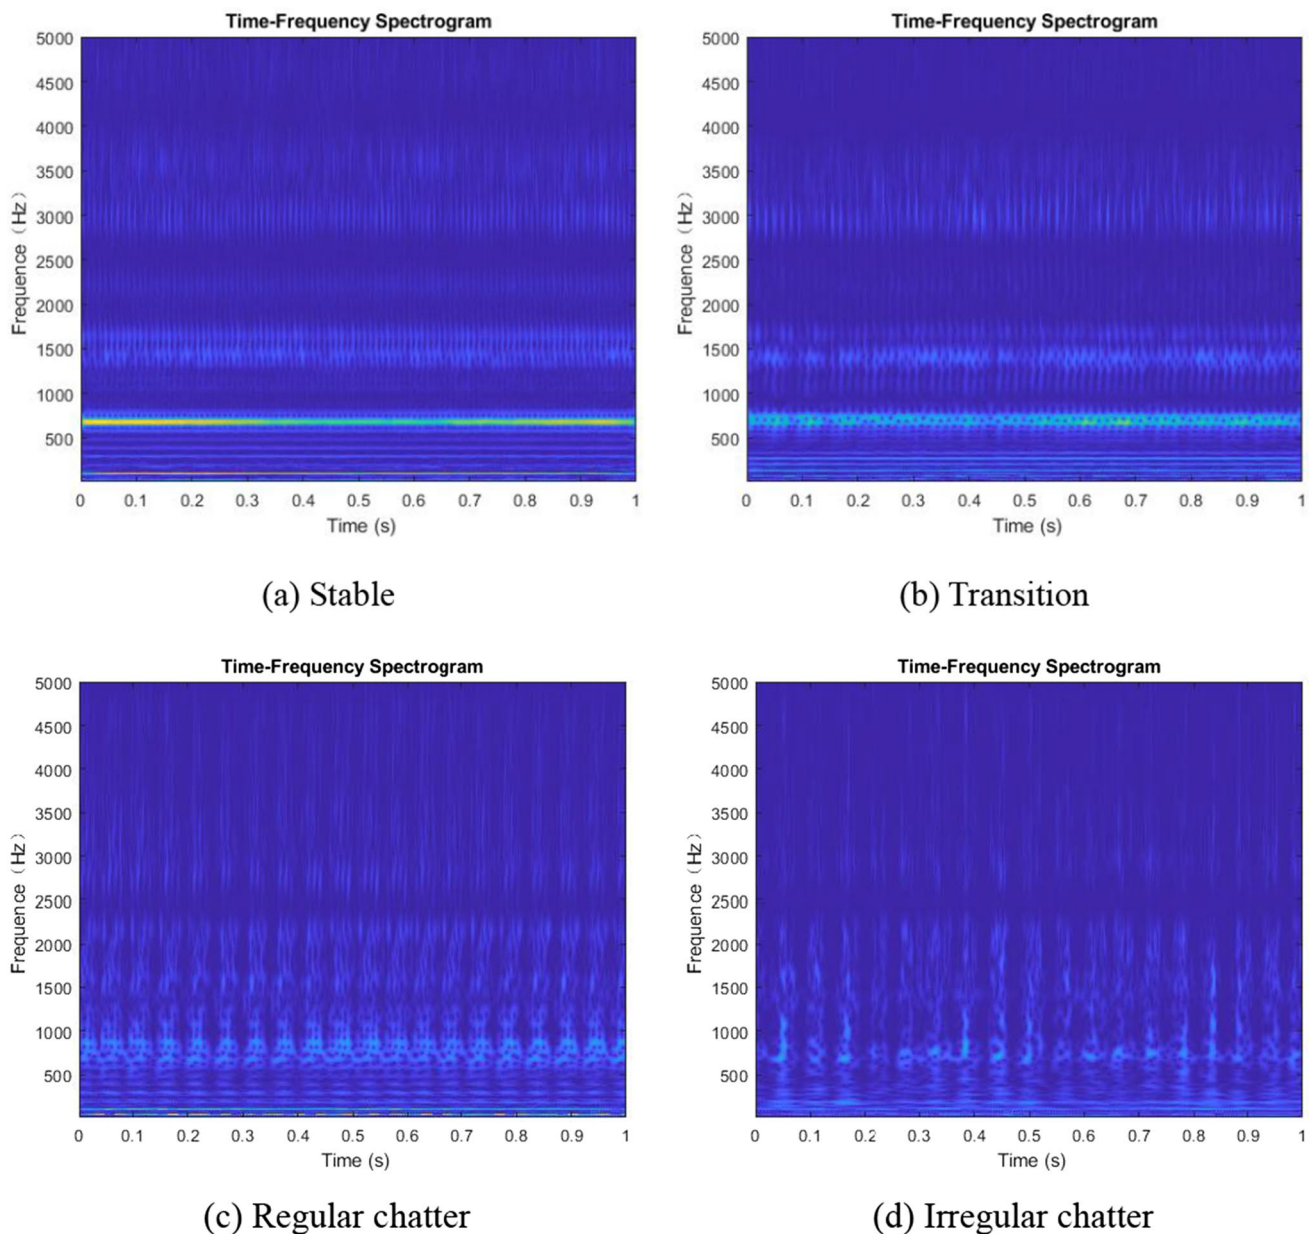 Time-Frequency Spectrogram
5000
4500
4000
3500
3000
2500
2000
1500
1000
500
Frequence（Hz）
0 0.1 0.2 0.3 0.4 0.5 0.6 0.7 0.8 0.9 1
Time (s)
(a) Stable
Time-Frequency Spectrogram
5000
4500
4000
3500
3000
2500
2000
1500
1000
500
Frequence（Hz）
0 0.1 0.2 0.3 0.4 0.5 0.6 0.7 0.8 0.9 1
Time (s)
(b) Transition
Time-Frequency Spectrogram
5000
4500
4000
3500
3000
2500
2000
1500
1000
500
Frequence（Hz）
0 0.1 0.2 0.3 0.4 0.5 0.6 0.7 0.8 0.9 1
Time (s)
(c) Regular chatter
Time-Frequency Spectrogram
5000
4500
4000
3500
3000
2500
2000
1500
1000
500
Frequence（Hz）
0 0.1 0.2 0.3 0.4 0.5 0.6 0.7 0.8 0.9 1
Time (s)
(d) Irregular chatter